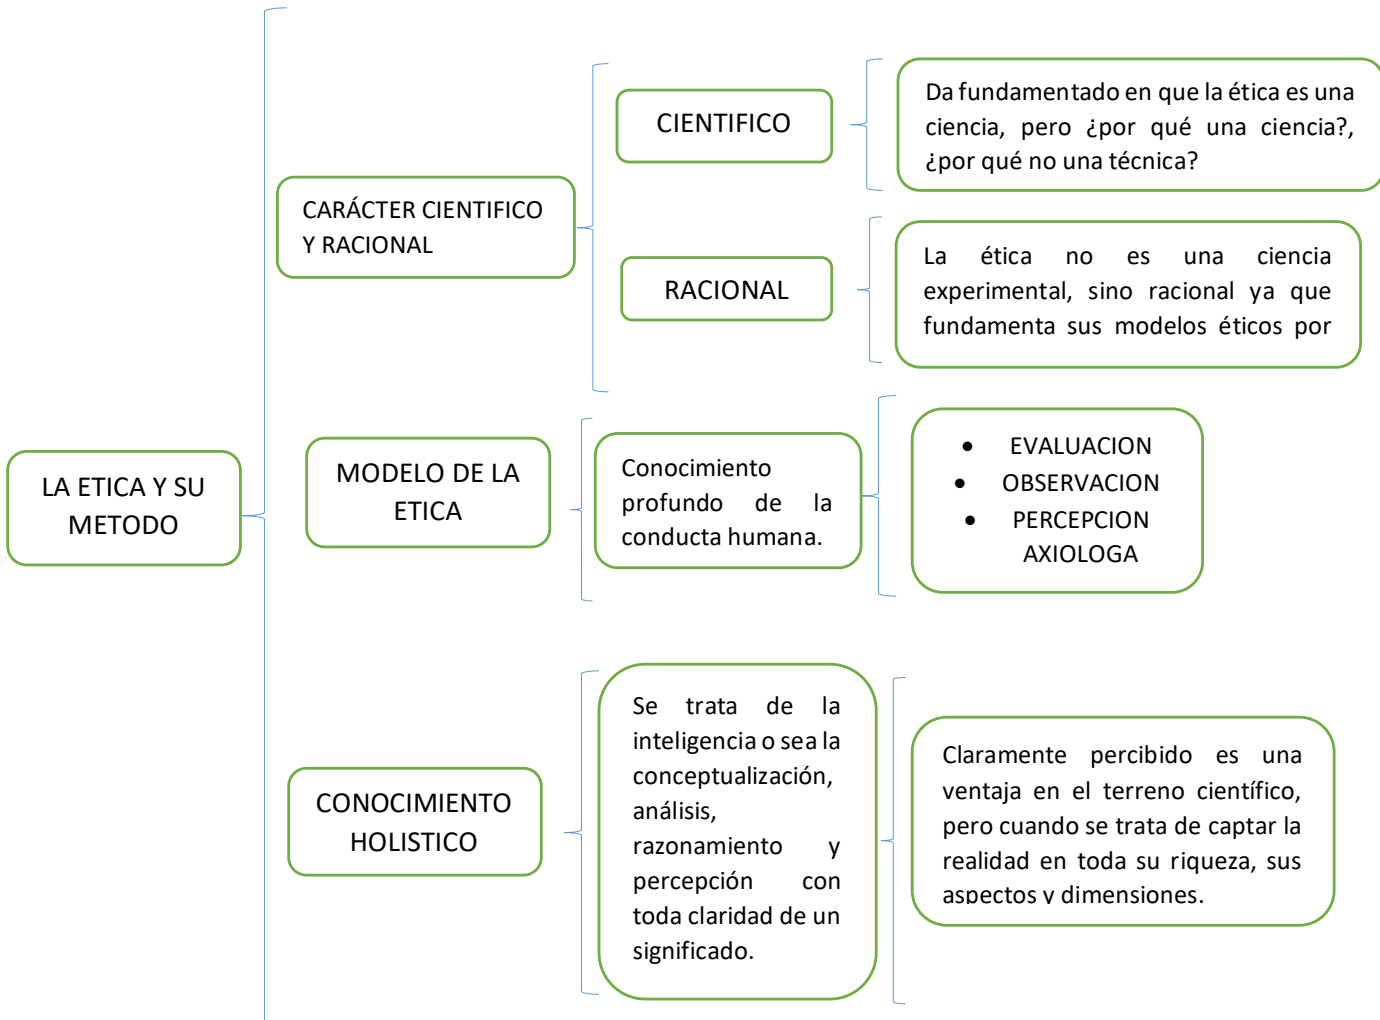 LA ETICA Y SU
METODO
CARÁCTER CIENTIFICO
Y RACIONAL
CIENTIFICO
Da fundamentado en que la ética es una
ciencia, pero ¿por qué una ciencia?,
¿por qué no una técnica?
RACIONAL
La ética no es una ciencia
experimental, sino racional ya que
fundamenta sus modelos éticos por
MODELO DE LA
ETICA
Conocimiento
profundo de la
conducta humana.
• EVALUACION
• OBSERVACION
• PERCEPCION
AXIOLOGA
CONOCIMIENTO
HOLISTICO
Se trata de la
inteligencia o sea la
conceptualización,
análisis,
razonamiento y
percepción con
toda claridad de un
significado.
Claramente percibido es una
ventaja en el terreno científico,
pero cuando se trata de captar la
realidad en toda su riqueza, sus
aspectos y dimensiones.